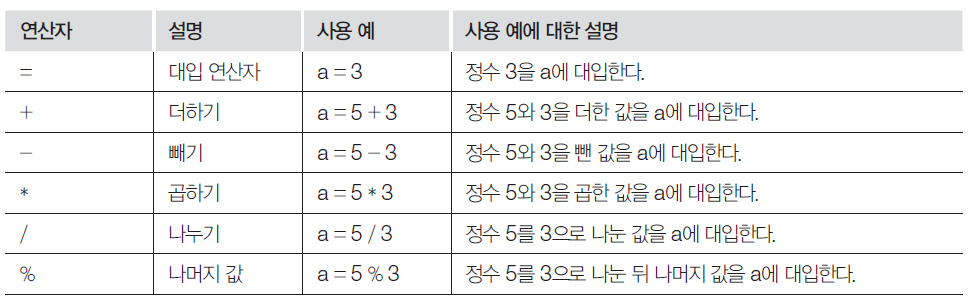 연산자 설명 사용 예 사용 예에 대한 설명
= 대입 연산자 a = 3 정수 3을 a에 대입한다.
+ 더하기 a = 5 + 3 정수 5와 3을 더한 값을 a에 대입한다.
− 빼기 a = 5 − 3 정수 5와 3을 뺀 값을 a에 대입한다.
* 곱하기 a = 5 * 3 정수 5와 3을 곱한 값을 a에 대입한다.
/ 나누기 a = 5 / 3 정수 5를 3으로 나눈 값을 a에 대입한다.
% 나머지 값 a = 5 % 3 정수 5를 3으로 나눈 뒤 나머지 값을 a에 대입한다.